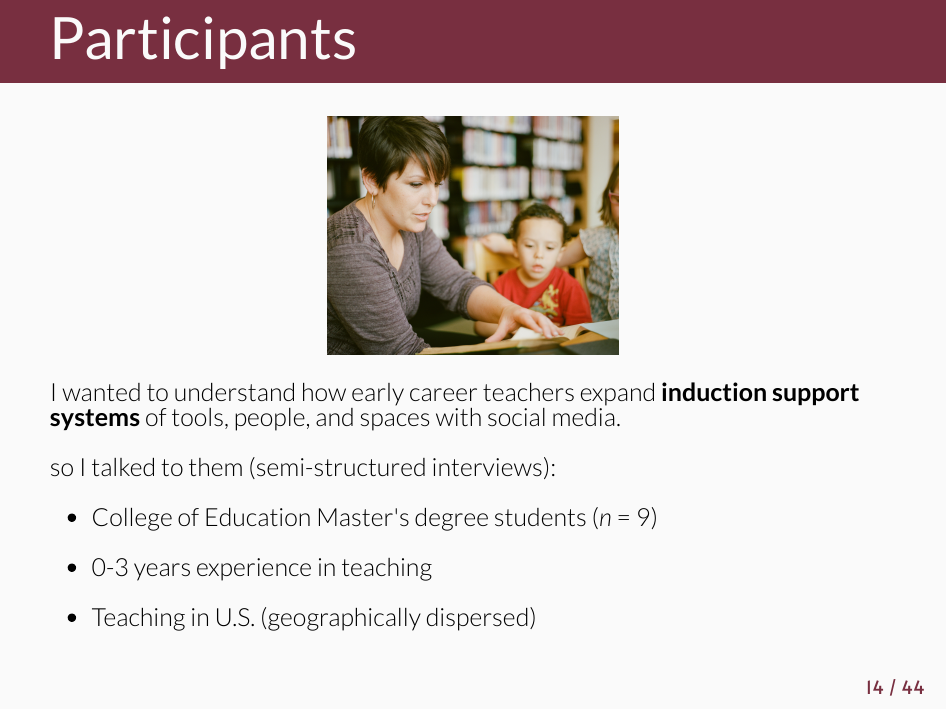 Participants
I wanted to understand how early career teachers expand induction support
systems of tools, people, and spaces with social media.
so I talked to them (semi-structured interviews):
• College of Education Master's degree students (n = 9)
• 0-3 years experience in teaching
• Teaching in U.S. (geographically dispersed)
14 / 44